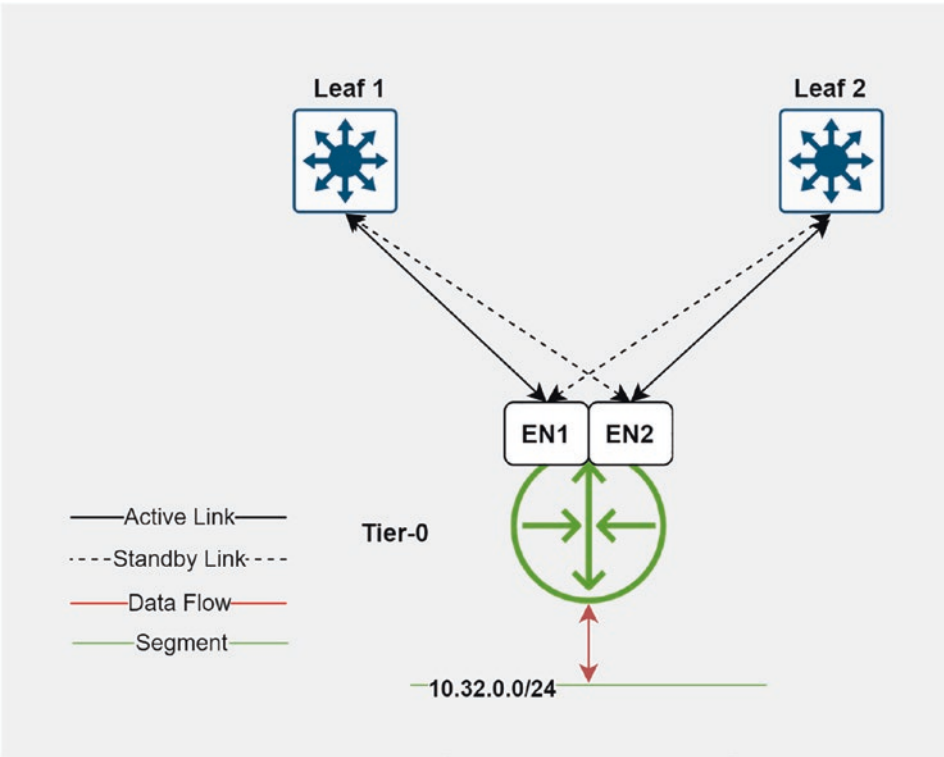 Leaf 1
Leaf 2
EN1
EN2
Tier-0
Active Link
Standby Link
Data Flow
Segment
10.32.0.0/24